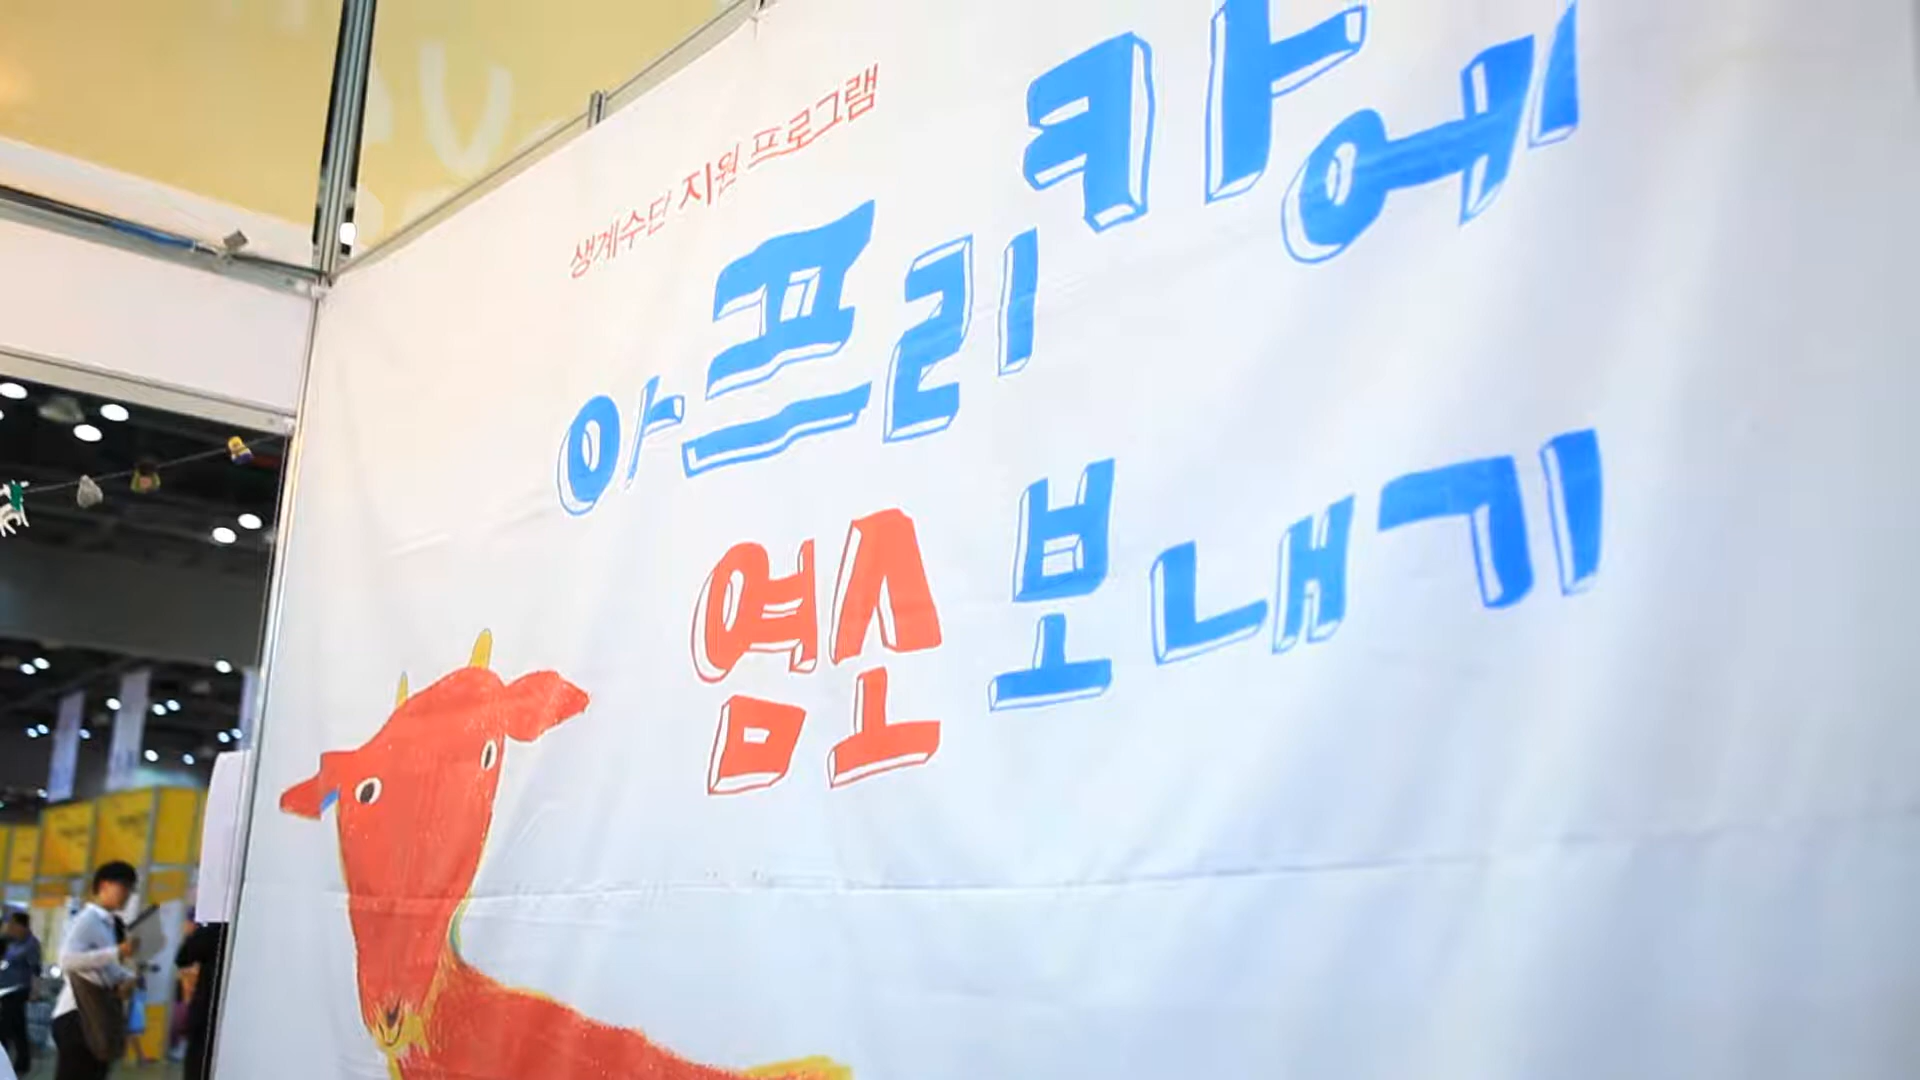 생계수단 지원 프로그램
아프리카에
염소 보내기